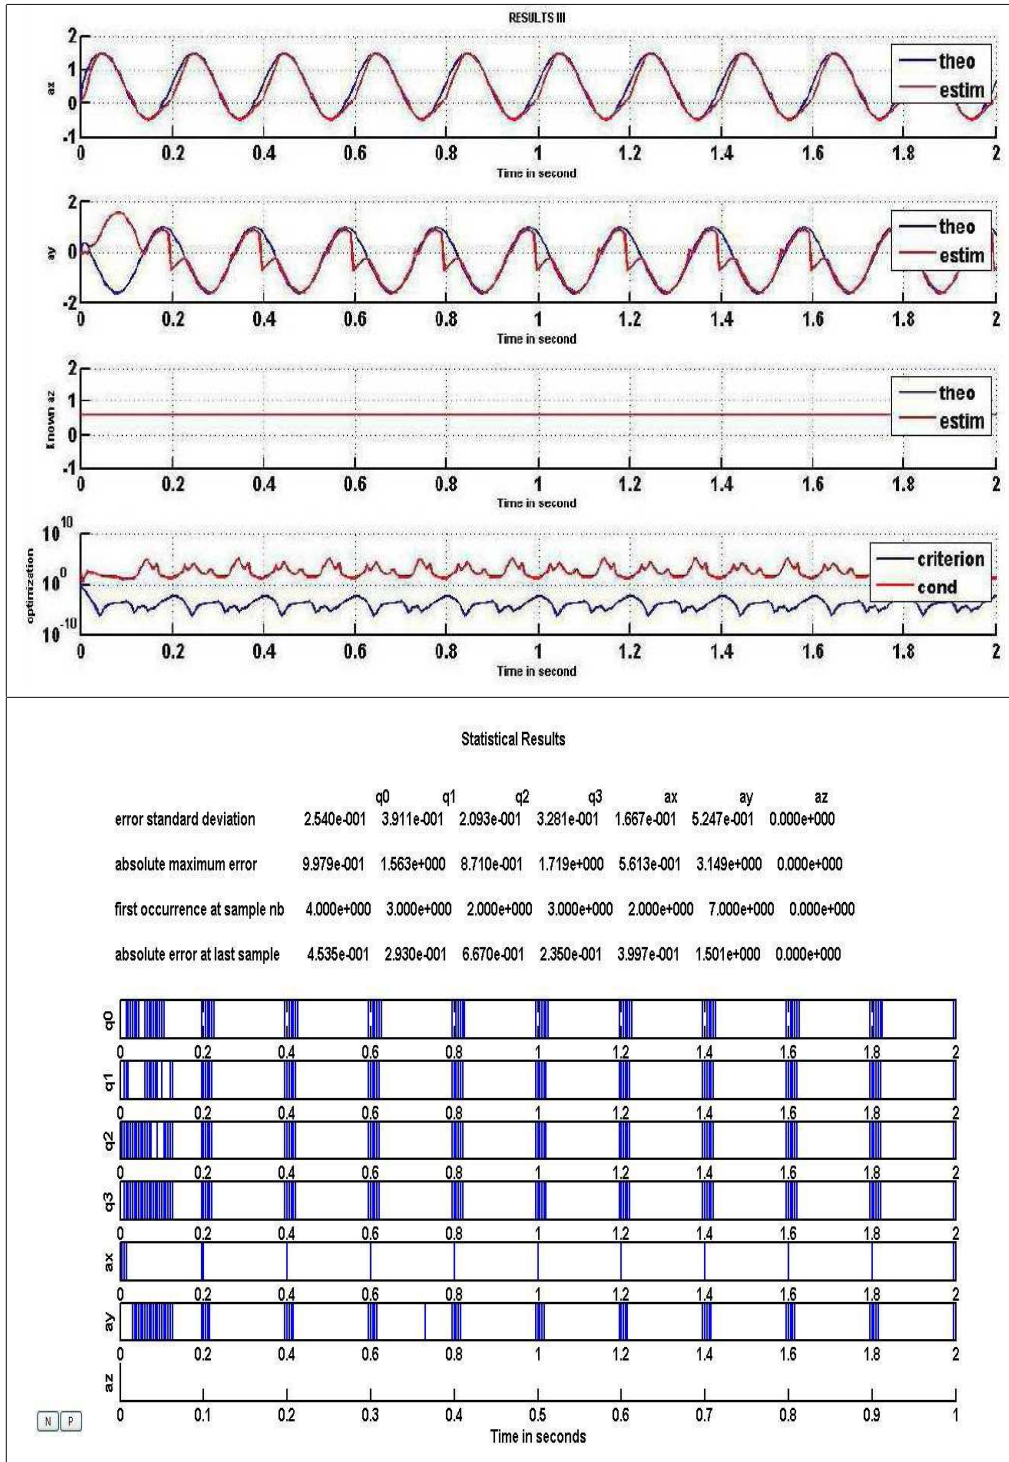 RESULTS III
2
1
0
-1
ax
theo
estim
0 0.2 0.4 0.6 0.8 1 1.2 1.4 1.6 1.8 2
Time in second
2
0
-2
ay
theo
estim
0 0.2 0.4 0.6 0.8 1 1.2 1.4 1.6 1.8 2
Time in second
2
1
0
-1
Known az
theo
estim
0 0.2 0.4 0.6 0.8 1 1.2 1.4 1.6 1.8 2
Time in second
10^10
10^0
10^-10
optimization
criterion
cond
0 0.2 0.4 0.6 0.8 1 1.2 1.4 1.6 1.8 2
Time in second
Statistical Results
q0 q1 q2 q3 ax ay az
error standard deviation 2.540e-001 3.911e-001 2.093e-001 3.281e-001 1.667e-001 5.247e-001 0.000e+000
absolute maximum error 9.979e-001 1.563e+000 8.710e-001 1.719e+000 5.613e-001 3.149e+000 0.000e+000
first occurrence at sample nb 4.000e+000 3.000e+000 2.000e+000 3.000e+000 2.000e+000 7.000e+000 0.000e+000
absolute error at last sample 4.535e-001 2.930e-001 6.670e-001 2.350e-001 3.997e-001 1.501e+000 0.000e+000
q0
0 0.2 0.4 0.6 0.8 1 1.2 1.4 1.6 1.8 2
q1
0 0.2 0.4 0.6 0.8 1 1.2 1.4 1.6 1.8 2
q2
0 0.2 0.4 0.6 0.8 1 1.2 1.4 1.6 1.8 2
q3
0 0.2 0.4 0.6 0.8 1 1.2 1.4 1.6 1.8 2
ax
0 0.2 0.4 0.6 0.8 1 1.2 1.4 1.6 1.8 2
ay
0 0.2 0.4 0.6 0.8 1 1.2 1.4 1.6 1.8 2
az
0 0.1 0.2 0.3 0.4 0.5 0.6 0.7 0.8 0.9 1
N P
Time in seconds